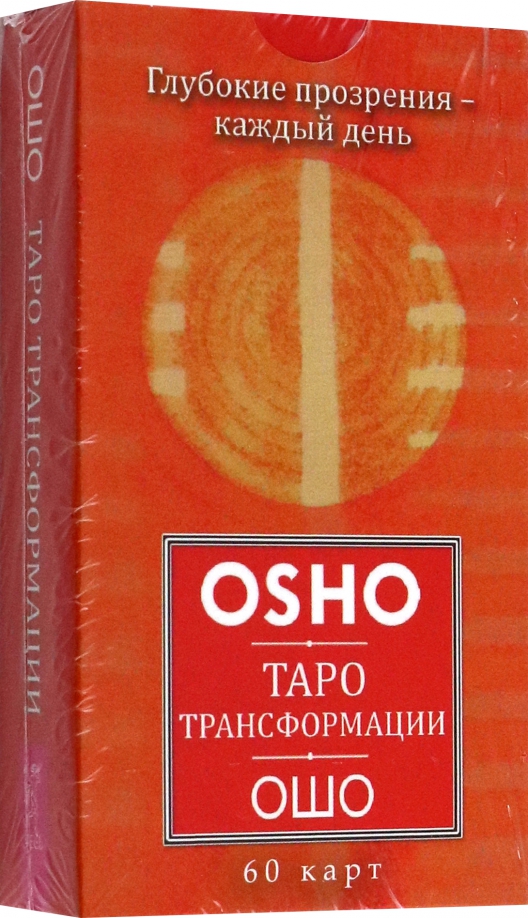 Глубокие прозрения –
каждый день
OSHO
ТАРО
ТРАНСФОРМАЦИИ
ОШО
60 карт
ОШО ТАРО ТРАНСФОРМАЦИИ